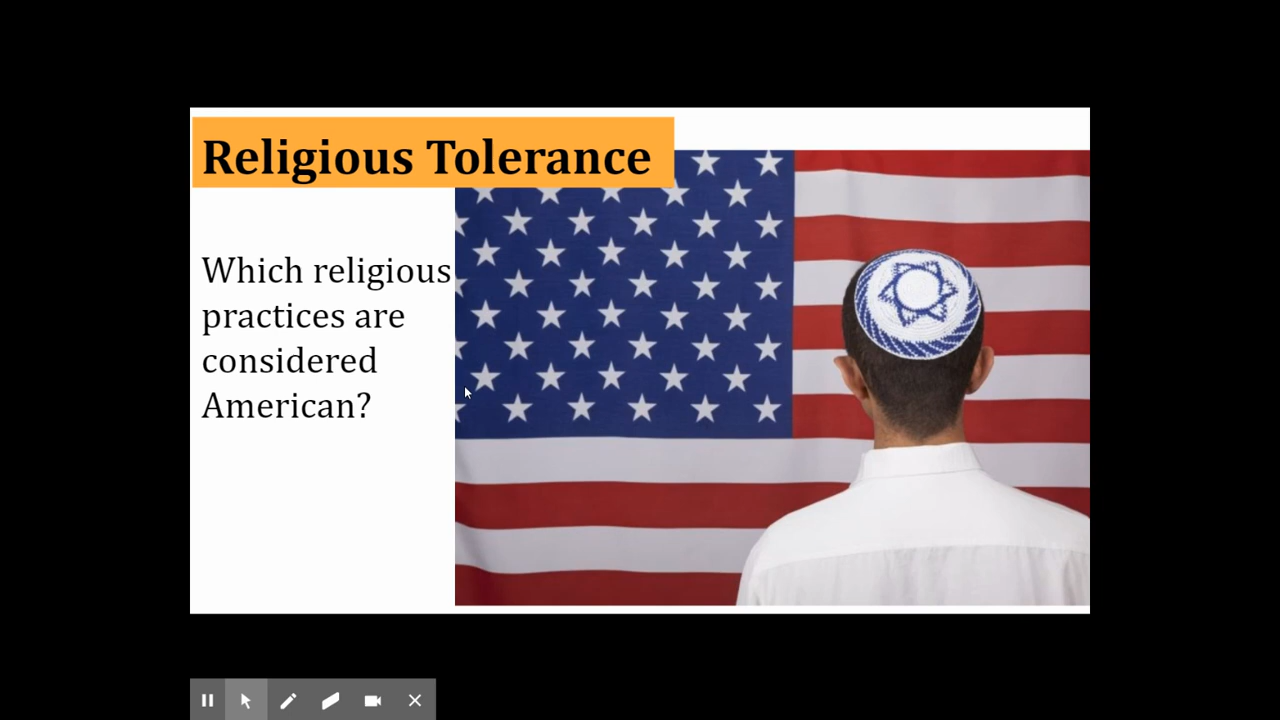 Religious Tolerance
Which religious
practices are
considered
American?